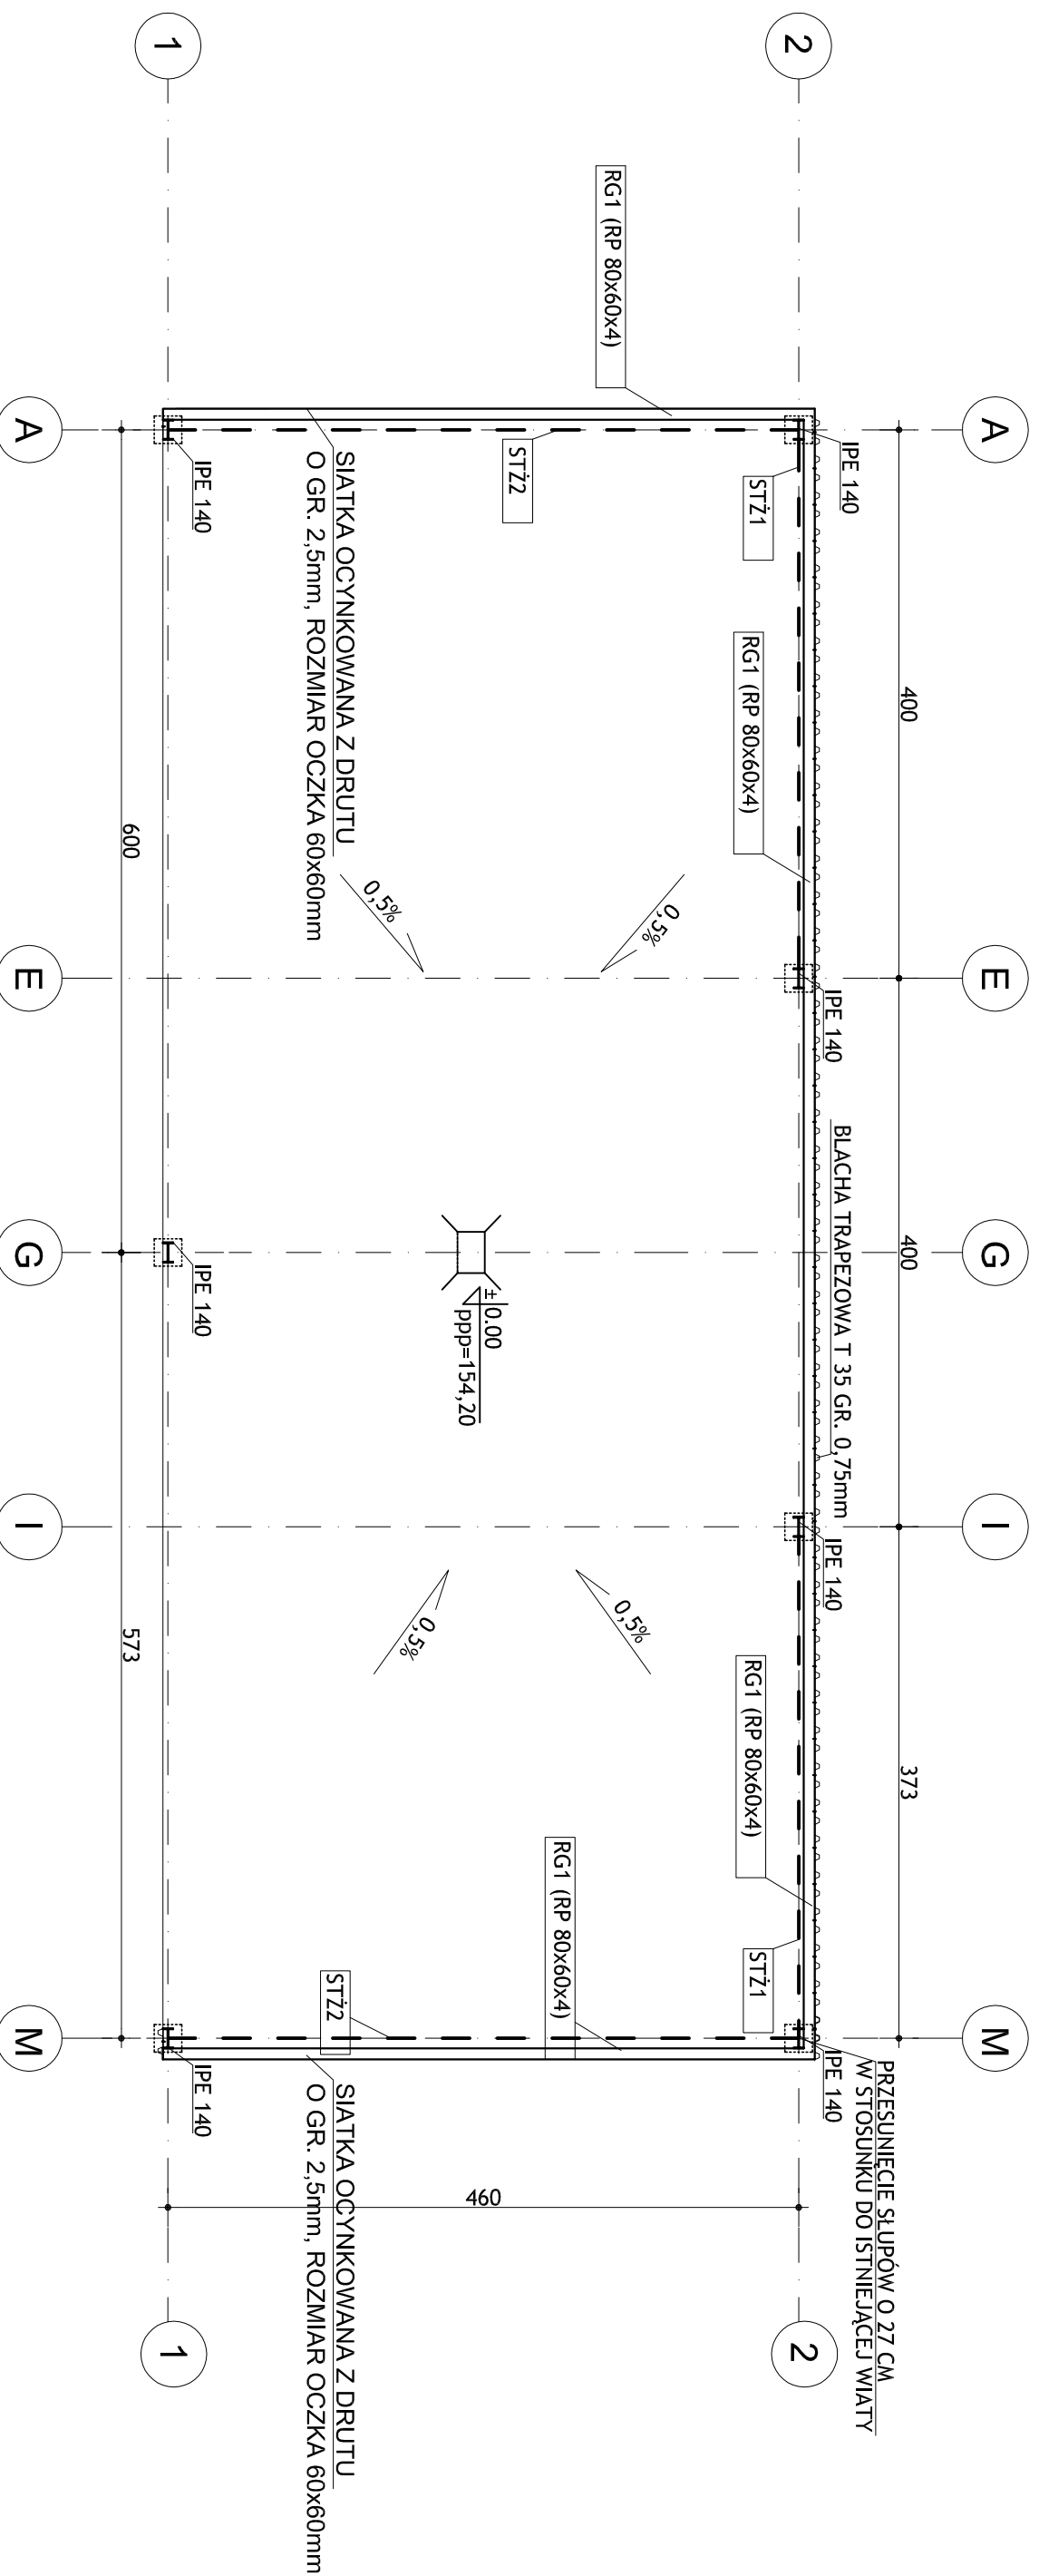 A
E
G
I
M
400
400
373
PRZESUNIĘCIE SŁUPÓW O 27 CM
W STOSUNKU DO ISTNIEJĄCEJ WIATY
IPE 140
IPE 140
BLACHA TRAPEZOWA T 35 GR. 0,75mm
IPE 140
IPE 140
2
2
STŻ1
RG1 (RP 80x60x4)
RG1 (RP 80x60x4)
STŻ1
RG1 (RP 80x60x4)
0,5%
0,5%
RG1 (RP 80x60x4)
STŻ2
±0.00
ppp=154,20
460
0,5%
0,5%
SIATKA OCYNKOWANA Z DRUTU
O GR. 2,5mm, ROZMIAR OCZKA 60x60mm
STŻ2
SIATKA OCYNKOWANA Z DRUTU
O GR. 2,5mm, ROZMIAR OCZKA 60x60mm
IPE 140
IPE 140
IPE 140
1
1
600
573
A
E
G
I
M